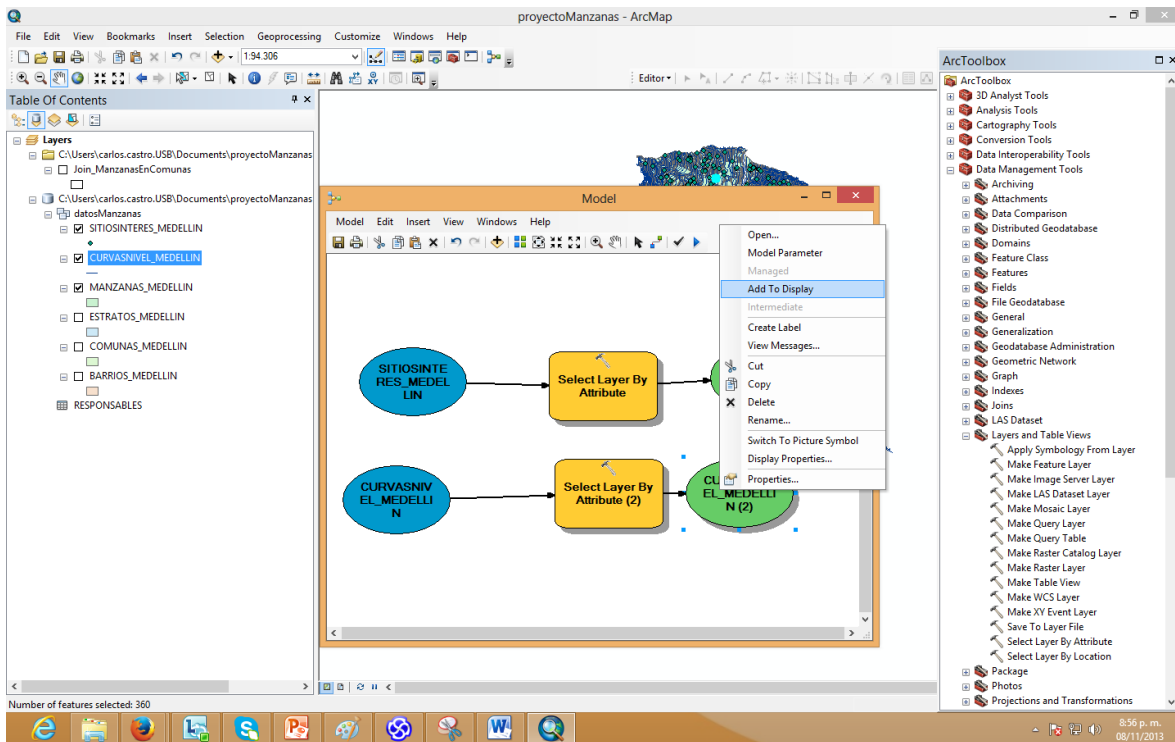 proyectoManzanas - ArcMap
File Edit View Bookmarks Insert Selection Geoprocessing Customize Windows Help
1:94.306
Editor
Table Of Contents
Layers
C:\Users\carlos.castro.USB\Documents\proyectoManzanas
Join_ManzanasEnComunas
C:\Users\carlos.castro.USB\Documents\proyectoManzanas
datosManzanas
SITIOSINTERES_MEDELLIN
CURVASNIVEL_MEDELLIN
MANZANAS_MEDELLIN
ESTRATOS_MEDELLIN
COMUNAS_MEDELLIN
BARRIOS_MEDELLIN
RESPONSABLES
Model
Model Edit Insert View Windows Help
SITIOSINTE
RES_MEDEL
LIN
Select Layer By
Attribute
CURVASNIV
EL_MEDELLI
N
Select Layer By
Attribute (2)
CU
EL_MEDELLI
N (2)
Open...
Model Parameter
Managed
Add To Display
Intermediate
Create Label
View Messages...
Cut
Copy
Delete
Rename...
Switch To Picture Symbol
Display Properties...
Properties...
ArcToolbox
ArcToolbox
3D Analyst Tools
Analysis Tools
Cartography Tools
Conversion Tools
Data Interoperability Tools
Data Management Tools
Archiving
Attachments
Data Comparison
Distributed Geodatabase
Domains
Feature Class
Features
Fields
File Geodatabase
General
Generalization
Geodatabase Administration
Geometric Network
Graph
Indexes
Joins
LAS Dataset
Layers and Table Views
Apply Symbology From Layer
Make Feature Layer
Make Image Server Layer
Make LAS Dataset Layer
Make Mosaic Layer
Make Query Layer
Make Query Table
Make Raster Catalog Layer
Make Raster Layer
Make Table View
Make WCS Layer
Make XY Event Layer
Save To Layer File
Select Layer By Attribute
Select Layer By Location
Package
Photos
Projections and Transformations
Number of features selected: 360
8:56 p. m.
08/11/2013